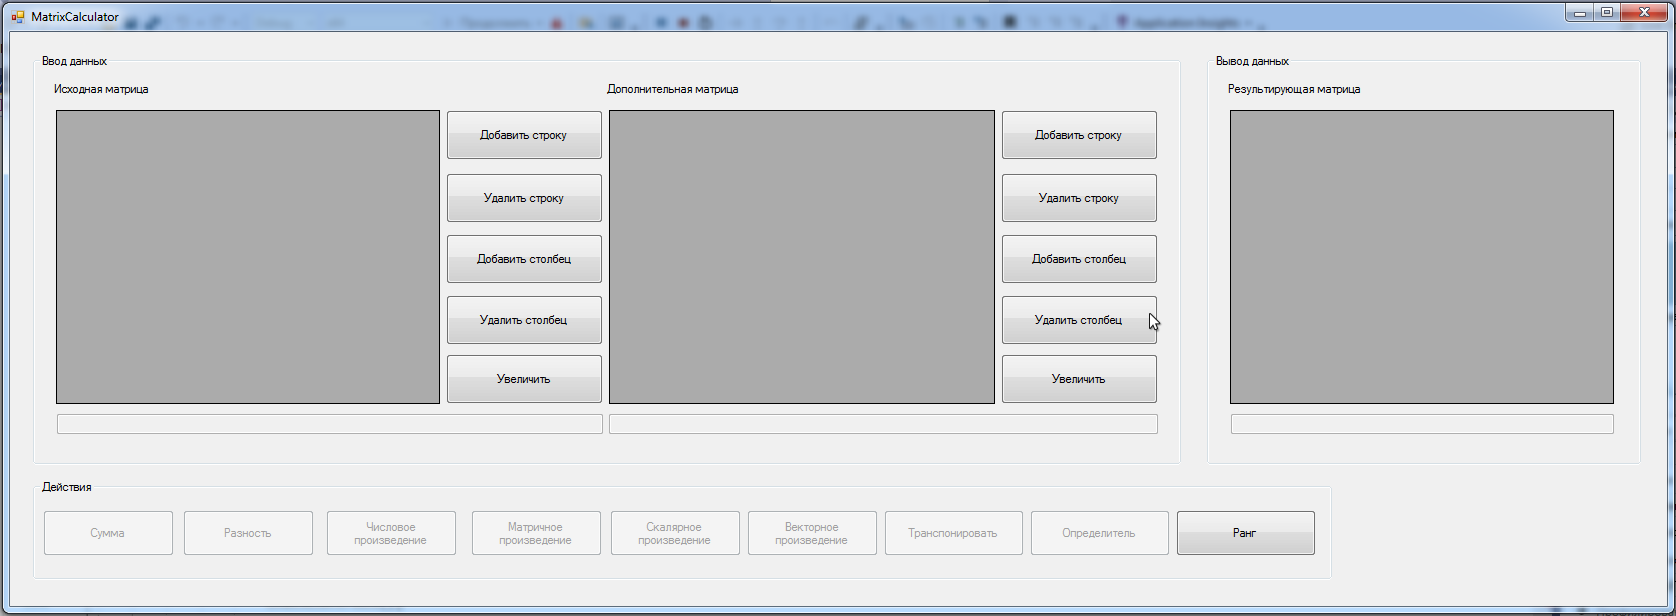 MatrixCalculator
Ввод данных
Исходная матрица
Добавить строку
Удалить строку
Добавить столбец
Удалить столбец
Увеличить
Дополнительная матрица
Добавить строку
Удалить строку
Добавить столбец
Удалить столбец
Увеличить
Вывод данных
Результирующая матрица
Действия
Сумма
Разность
Числовое
произведение
Матричное
произведение
Скалярное
произведение
Векторное
произведение
Транспонировать
Определитель
Ранг